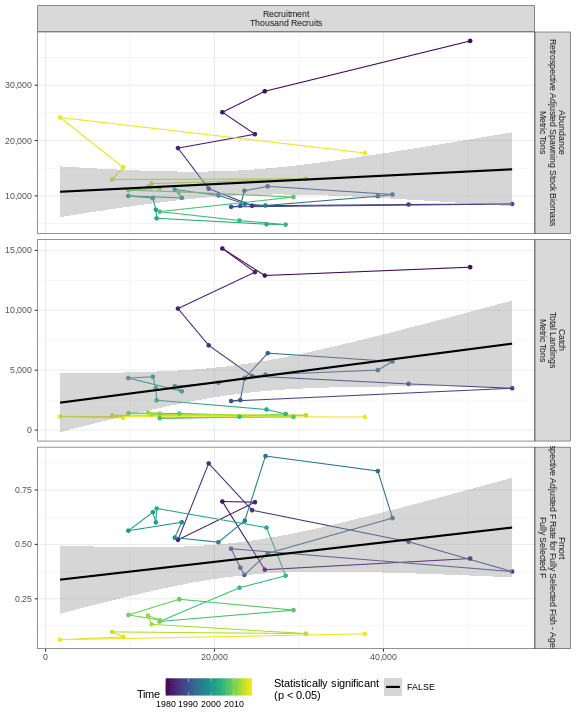 Recruitment
Thousand Recruits
30,000
20,000
10,000
Abundance
Retrospective Adjusted Spawning Stock Biomass
Metric Tons
15,000
10,000
5,000
0
Catch
Total Landings
Metric Tons
0.75
0.50
0.25
Fmort
Adjusted F Rate for Fully Selected Fish - Age
Fully Selected F
0
20,000
40,000
Time
1980 1990 2000 2010
Statistically significant
(p < 0.05)
FALSE